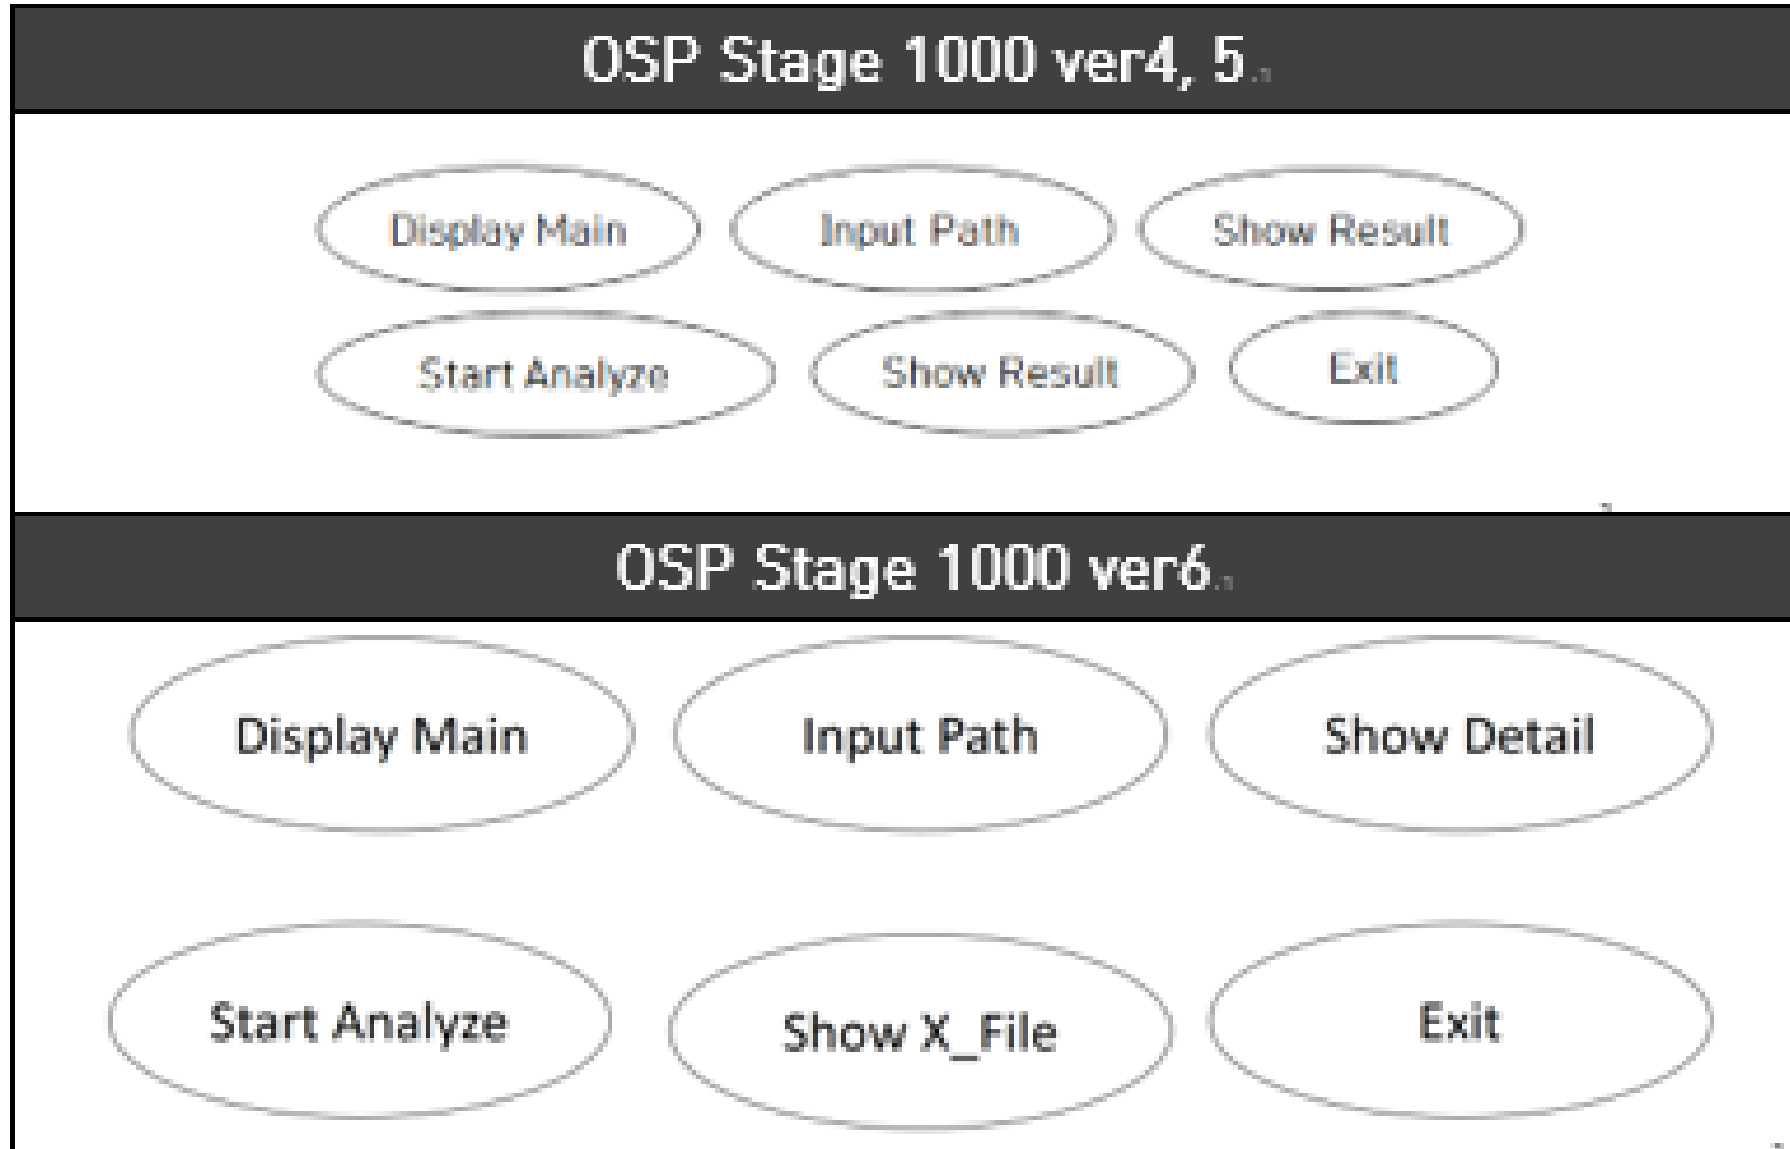 OSP Stage 1000 ver4, 5
Display Main Input Path Show Result
Start Analyze Show Result Exit
OSP Stage 1000 ver6
Display Main Input Path Show Detail
Start Analyze Show X_File Exit